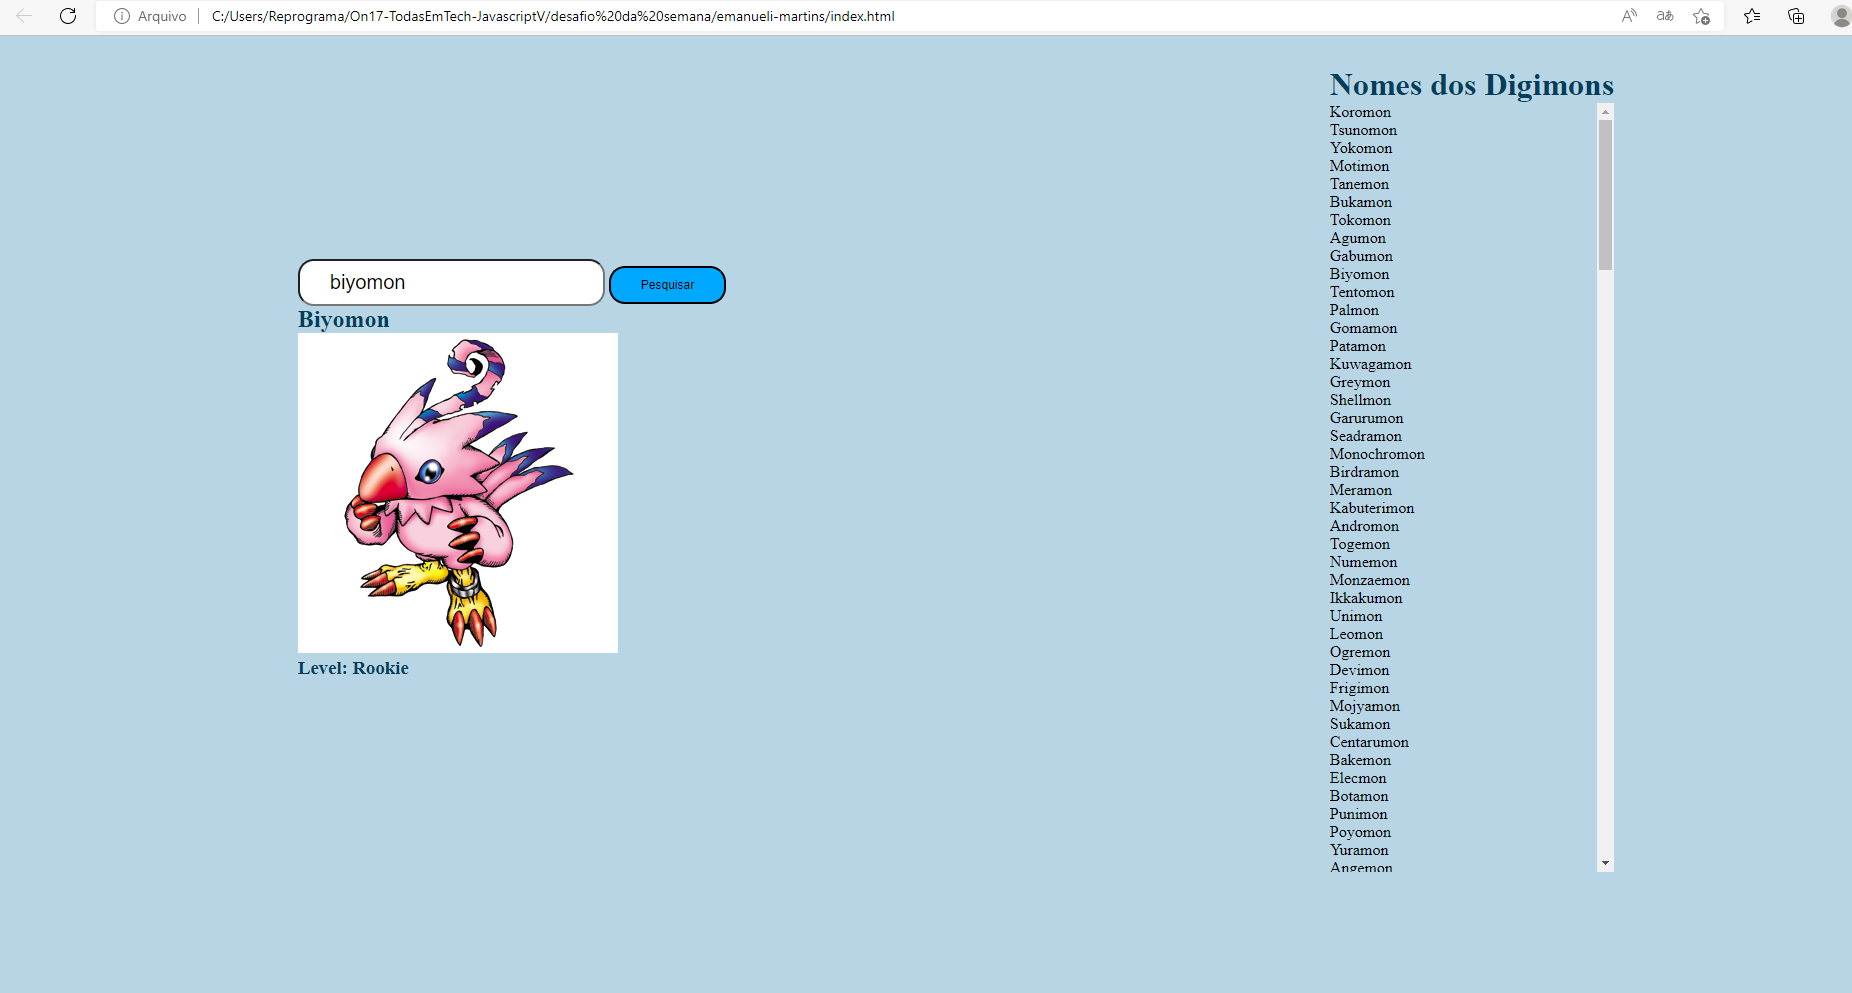 Arquivo
C:/Users/Reprograma/On17-TodasEmTech-JavascriptV/desafio%20da%20semana/emanueli-martins/index.html
A
aあ
biyomon
Pesquisar
Biyomon
Level: Rookie
Nomes dos Digimons
Koromon
Tsunomon
Yokomon
Motimon
Tanemon
Bukamon
Tokomon
Agumon
Gabumon
Biyomon
Tentomon
Palmon
Gomamon
Patamon
Kuwagamon
Greymon
Shellmon
Garurumon
Seadramon
Monochromon
Birdramon
Meramon
Kabuterimon
Andromon
Togemon
Numemon
Monzaemon
Ikkakumon
Unimon
Leomon
Ogremon
Devimon
Frigimon
Mojyamon
Sukamon
Centarumon
Bakemon
Elecmon
Botamon
Punimon
Poyomon
Yuramon
Angemon